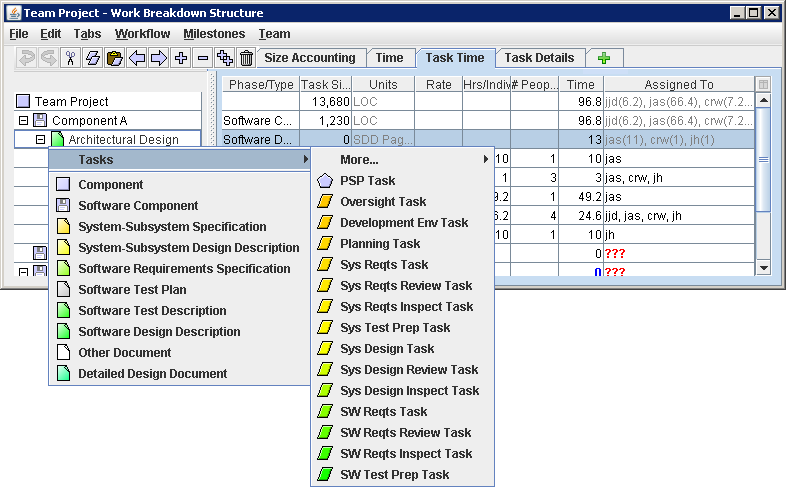 Team Project - Work Breakdown Structure
File Edit Tabs Workflow Milestones Team
Size Accounting Time Task Time Task Details
Phase/Type Task Si... Units Rate Hrs/Indiv # Peop... Time Assigned To
Team Project 13,680 LOC 96.8 jjd(6.2), jas(66.4), crw(7.2...
Component A Software C... 1,230 LOC 96.8 jjd(6.2), jas(66.4), crw(7.2...
Architectural Design Software D... 0 SDD Pag... 13 jas(11), crw(1), jh(1)
10 1 10 jas
1 3 3 jas, crw, jh
9.2 1 49.2 jas
6.2 4 24.6 jjd, jas, crw, jh
10 1 10 jh
0 ???
0 ???
Tasks
Component
Software Component
System-Subsystem Specification
System-Subsystem Design Description
Software Requirements Specification
Software Test Plan
Software Test Description
Software Design Description
Other Document
Detailed Design Document
More...
PSP Task
Oversight Task
Development Env Task
Planning Task
Sys Reqts Task
Sys Reqts Review Task
Sys Reqts Inspect Task
Sys Test Prep Task
Sys Design Task
Sys Design Review Task
Sys Design Inspect Task
SW Reqts Task
SW Reqts Review Task
SW Reqts Inspect Task
SW Test Prep Task